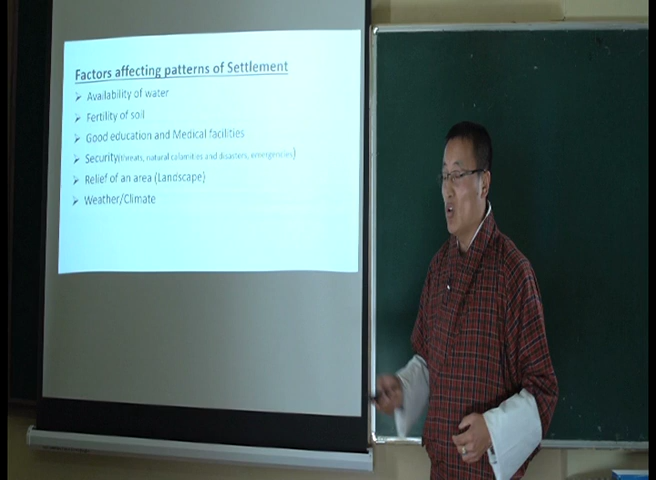 Factors affecting patterns of Settlement
➢ Availability of water
➢ Fertility of soil
➢ Good education and Medical facilities
➢ Security(threats, natural calamities and disasters, emergencies)
➢ Relief of an area (Landscape)
➢ Weather/Climate